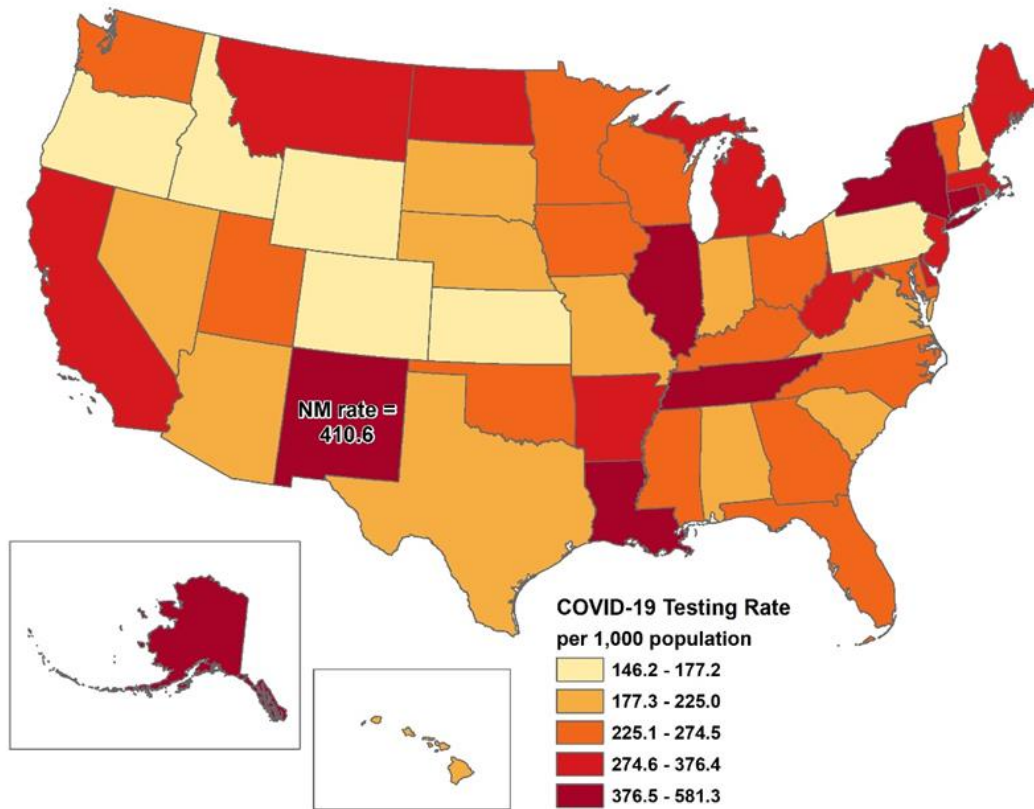 NM rate =
410.6
COVID-19 Testing Rate
per 1,000 population
146.2 - 177.2
177.3 - 225.0
225.1 - 274.5
274.6 - 376.4
376.5 - 581.3